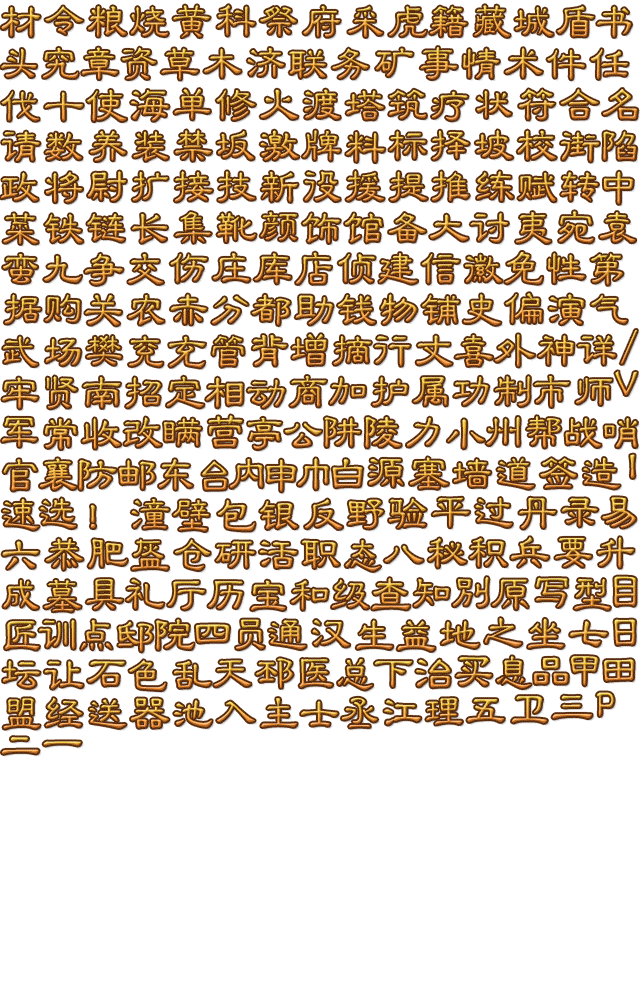 材令粮烧黄科祭府采虎籍藏城盾书
头究章资草木济联务矿事情术件任
伐十使海单修火渡塔筑疗状符合名
请数养装禁坂激牌料标择坡校街陷
政将尉扩接技新没援提推练赋转中
菜铁链长集靴颜饰馆备大讨夷宛袁
蛮九争交伤庄库店侦建信徽免性第
据购关农赤分都助钱物铺史偏演气
武场樊兖亢管背增摘行丈喜外神详/
牢贤南招定相动商加护属功制市师V
军常收改瞒营亭公阱陵力小州帮战哨
官襄防邮东台内申巾白源塞墙道签造
速选!潼壁包银反野验平过丹录易
六恭肥盔仓研活职态八秘积兵要升
成墓具礼厅历宝和级查知别原写型目
匠训点邸院四员通汉生益地之坐七日
坛让石色乱天邳医总下治买息品甲田
盟经送器池入主士丞江理五卫三P
二一